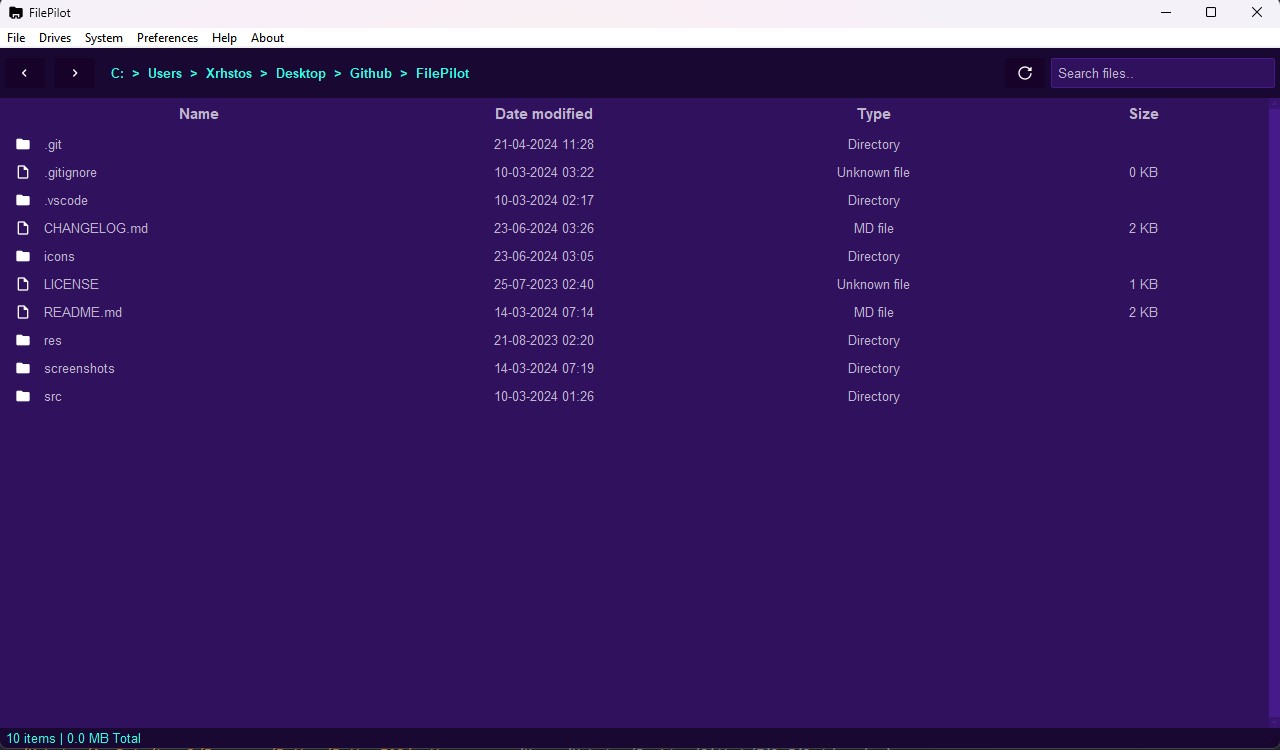 FilePilot
File Drives System Preferences Help About
C: > Users > Xrhstos > Desktop > Github > FilePilot Search files..
Name Date modified Type Size
.git 21-04-2024 11:28 Directory
.gitignore 10-03-2024 03:22 Unknown file 0 KB
.vscode 10-03-2024 02:17 Directory
CHANGELOG.md 23-06-2024 03:26 MD file 2 KB
icons 23-06-2024 03:05 Directory
LICENSE 25-07-2023 02:40 Unknown file 1 KB
README.md 14-03-2024 07:14 MD file 2 KB
res 21-08-2023 02:20 Directory
screenshots 14-03-2024 07:19 Directory
src 10-03-2024 01:26 Directory
10 items | 0.0 MB Total